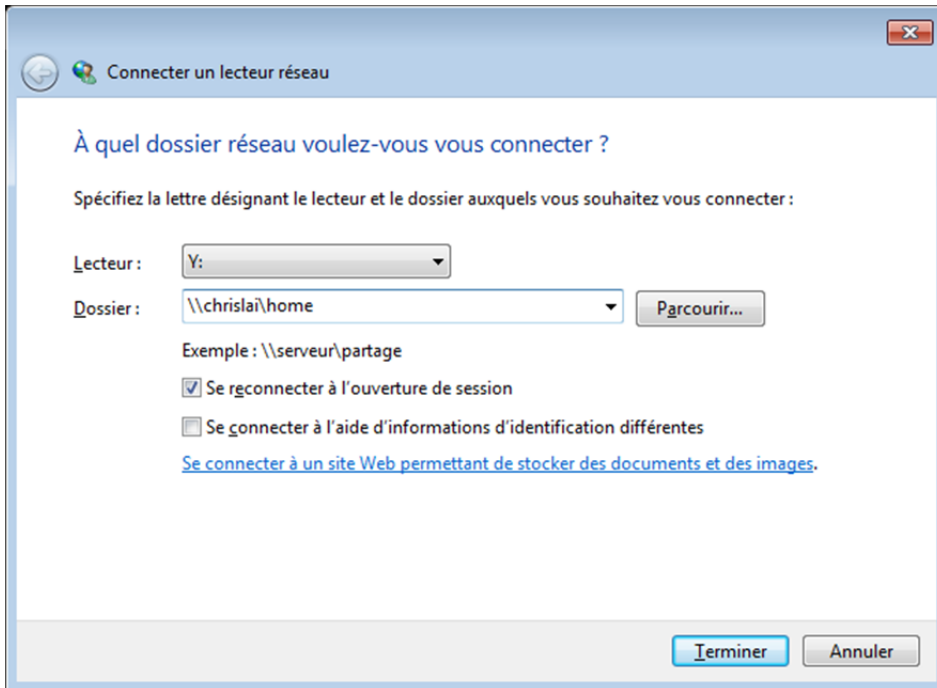 Connecter un lecteur réseau
À quel dossier réseau voulez-vous vous connecter ?
Spécifiez la lettre désignant le lecteur et le dossier auxquels vous souhaitez vous connecter :
Lecteur : Y:
Dossier : \\chrislai\home Parcourir...
Exemple : \\serveur\partage
Se reconnecter à l'ouverture de session
Se connecter à l'aide d'informations d'identification différentes
Se connecter à un site Web permettant de stocker des documents et des images.
Terminer Annuler